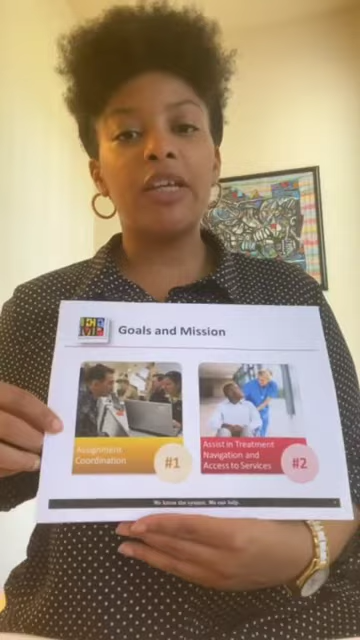 EFMP
Goals and Mission
Assignment
Coordination
#1
Assist in Treatment
Navigation and
Access to Services
#2
We know the system. We can help.